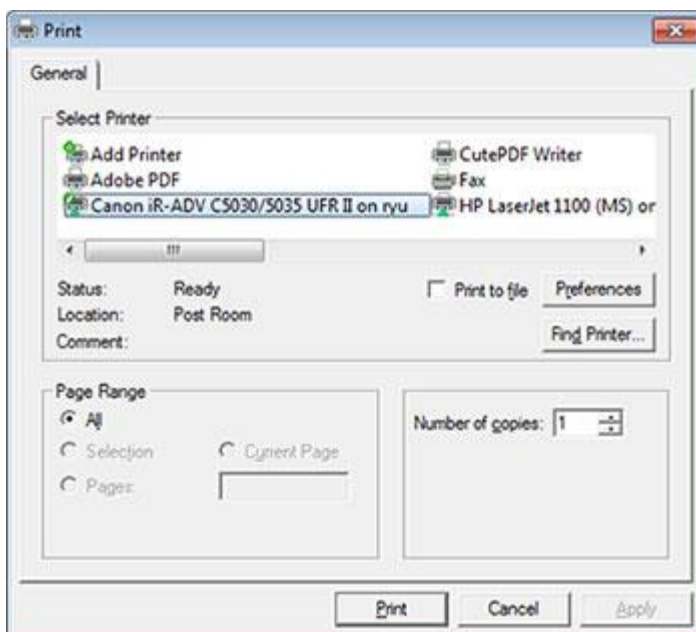 Print
General
Select Printer
Add Printer
CutePDF Writer
Adobe PDF
Fax
Canon iR-ADV C5030/5035 UFR II on ryu
HP LaserJet 1100 (MS) or
Status: Ready
Print to file
Preferences
Location: Post Room
Comment:
Find Printer...
Page Range
All
Selection
Current Page
Pages:
Number of copies: 1
Print
Cancel
Apply